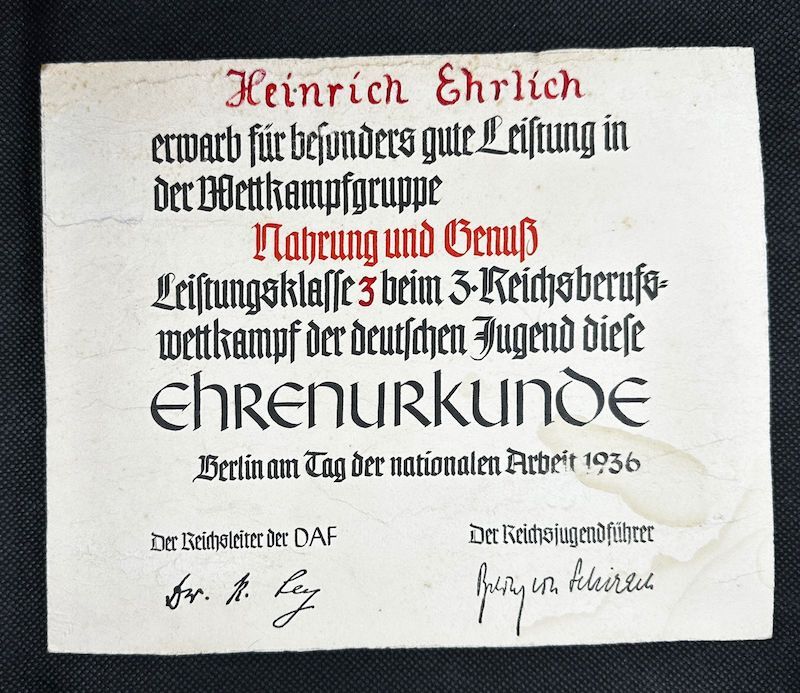 Heinrich Ehrlich
erwarb für besonders gute Leistung in
der Wettkampfgruppe
Nahrung und Genuß
Leistungsklasse 3 beim 3. Reichsberufs-
wettkampf der deutschen Jugend diese
EHRENURKUNDE
Berlin am Tag der nationalen Arbeit 1936
Der Reichsleiter der DAF
Dr. R. Ley
Der Reichsjugendführer
Baldur von Schirach